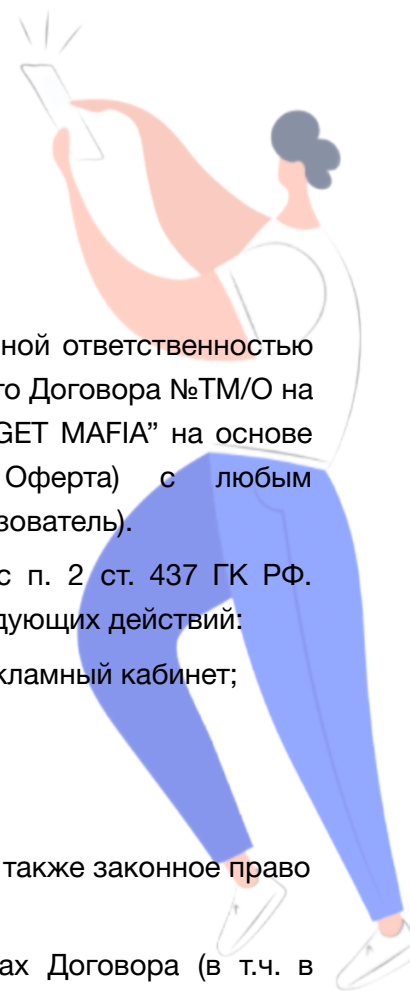 ной ответственностью
го Договора №ТМ/О на
GET MAFIA” на основе
Оферта) с любым
зователь).
с п. 2 ст. 437 ГК РФ.
дующих действий:
кламный кабинет;
также законное право
ах Договора (в т.ч. в